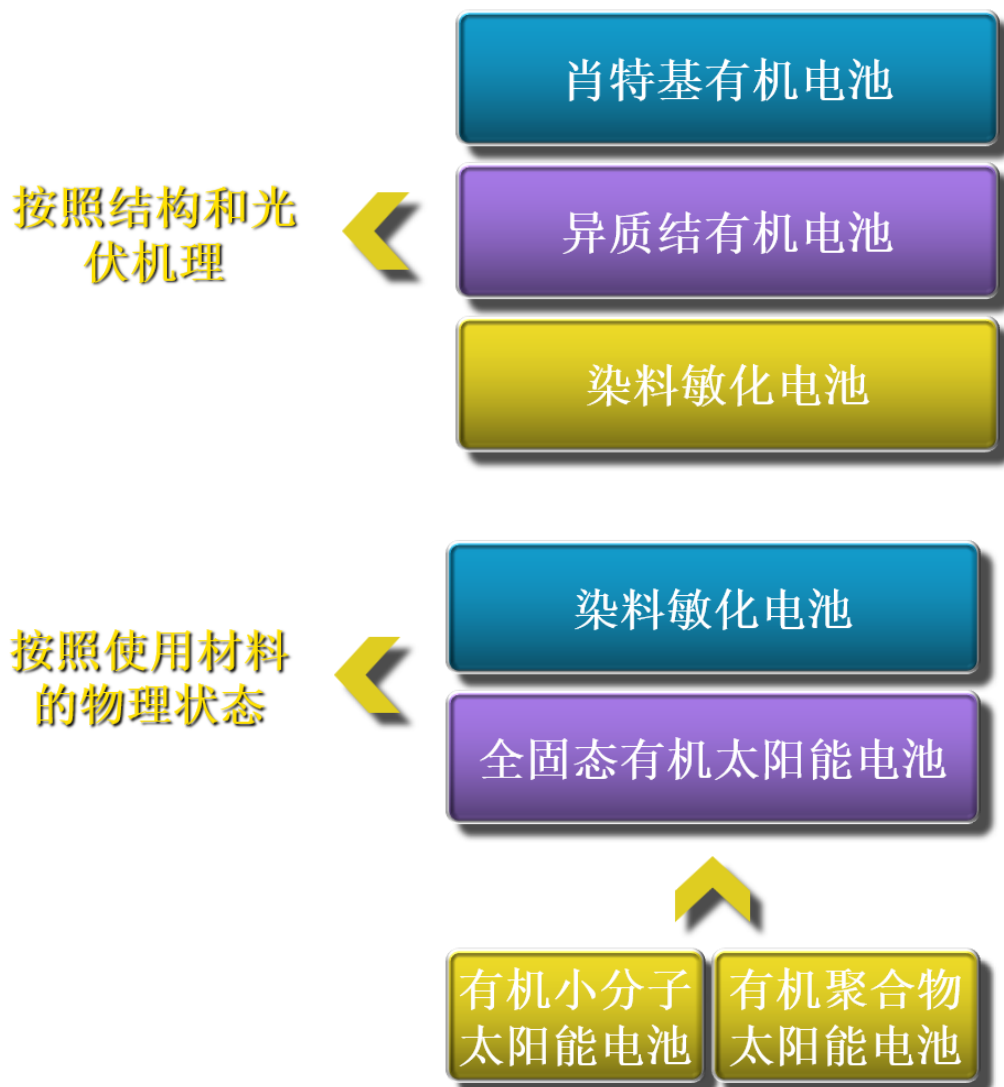 肖特基有机电池
按照结构和光
伏机理
异质结有机电池
染料敏化电池
染料敏化电池
按照使用材料
的物理状态
全固态有机太阳能电池
有机小分子
太阳能电池
有机聚合物
太阳能电池